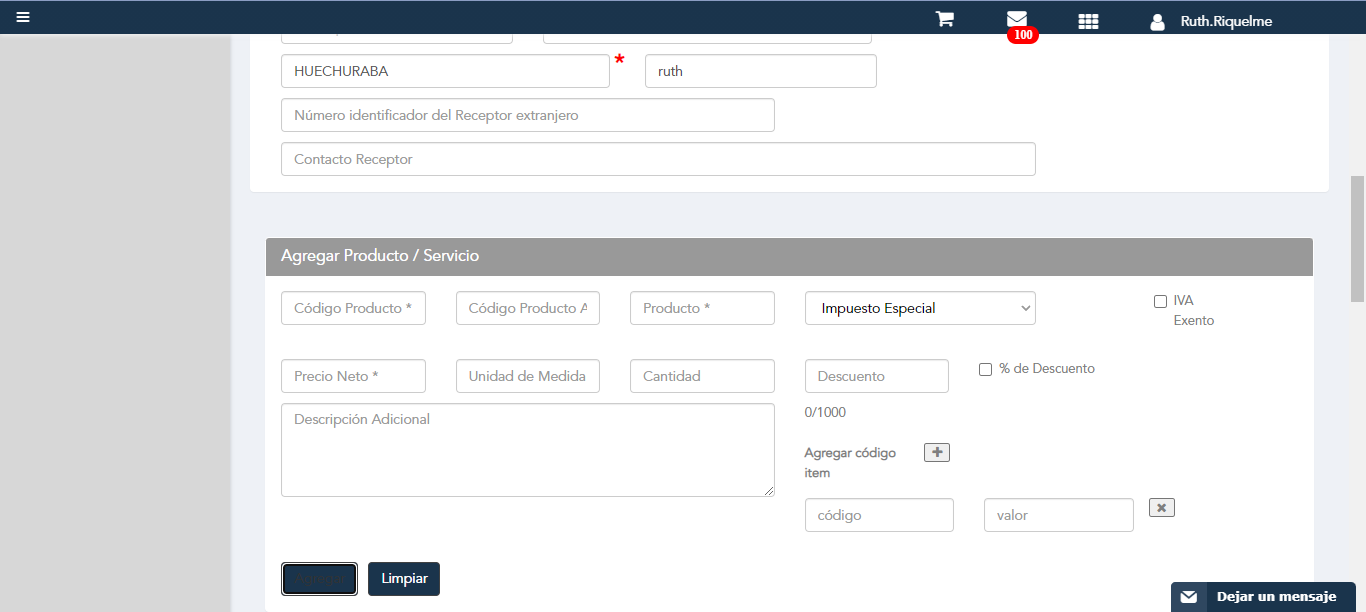 Ruth.Riquelme
100
HUECHURABA * ruth
Número identificador del Receptor extranjero
Contacto Receptor
Agregar Producto / Servicio
Código Producto * Código Producto A Producto * Impuesto Especial IVA
Exento
Precio Neto * Unidad de Medida Cantidad Descuento % de Descuento
Descripción Adicional
0/1000
Agregar código +
item
código valor
Agregar Limpiar
Dejar un mensaje